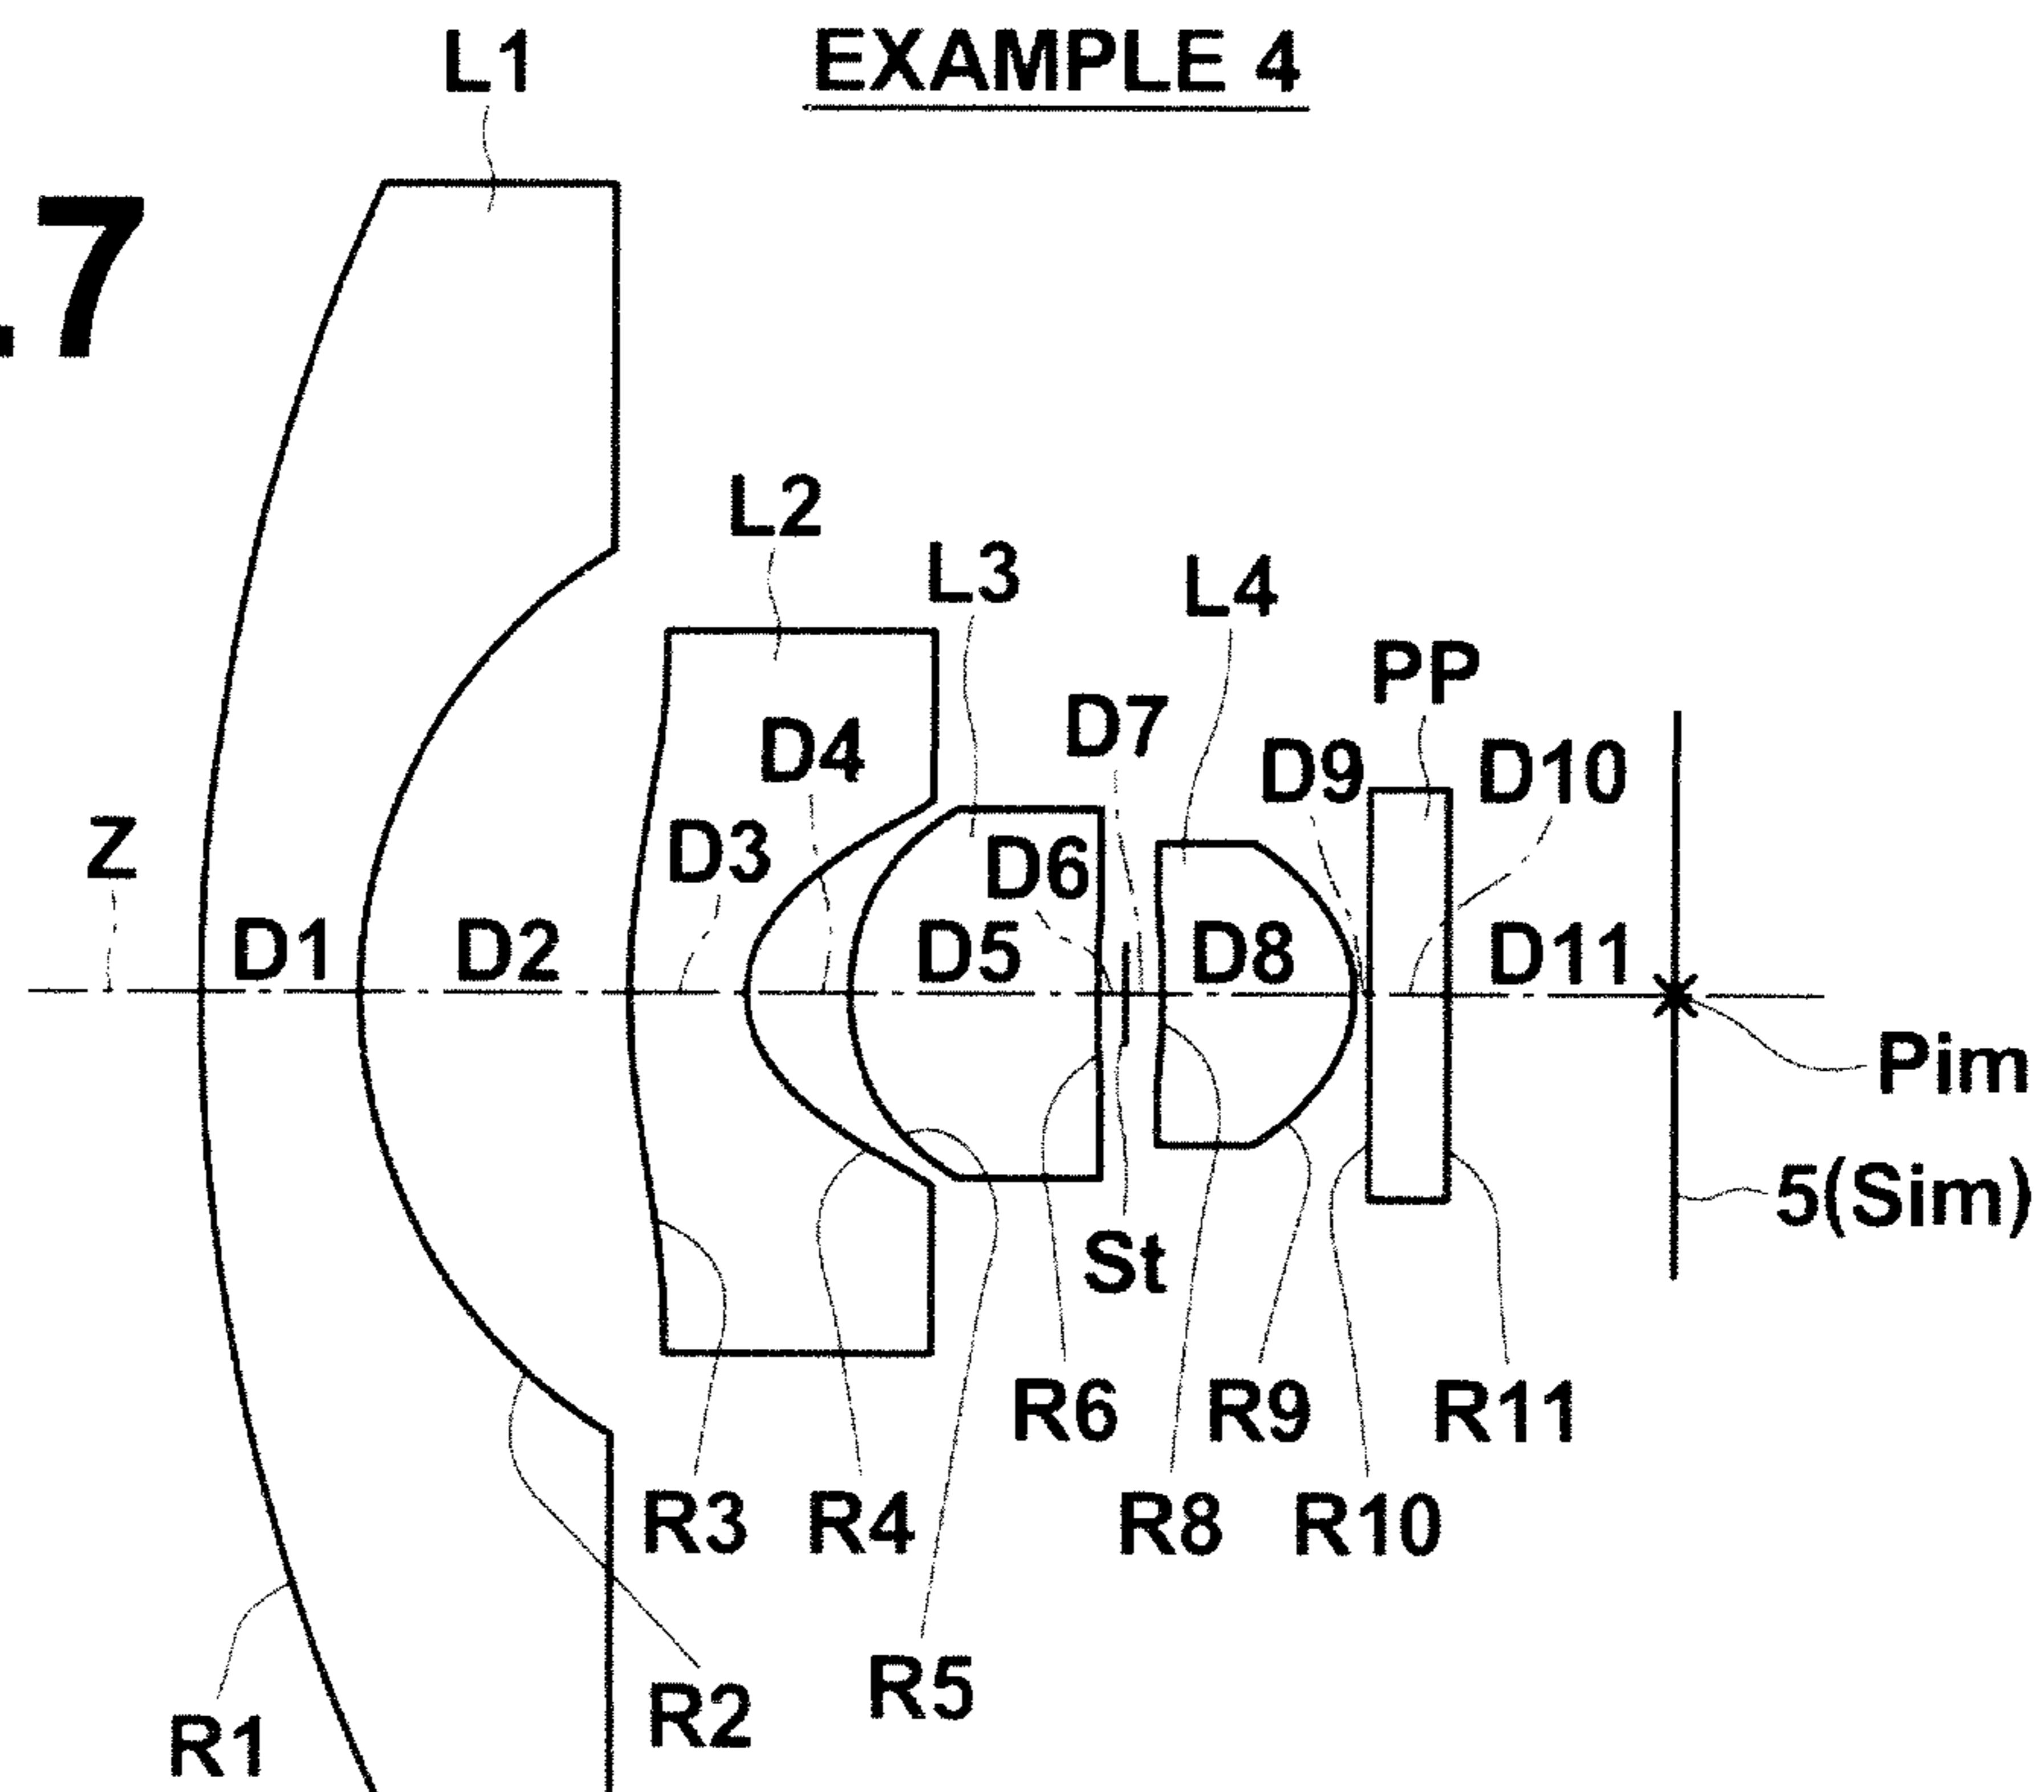 L1
EXAMPLE 4
.7
L2
L3
L4
PP
D7
D4
D9
D10
Z
D3
D6
D1
D2
D5
D8
D11
Pim
5(Sim)
St
R6
R9
R11
R3
R4
R8
R10
R5
R2
R1